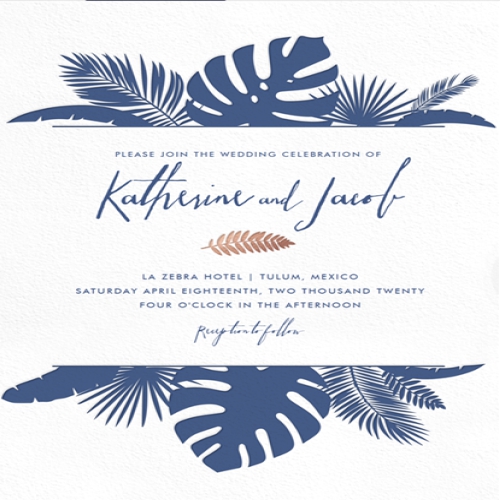 PLEASE JOIN THE WEDDING CELEBRATION OF
Katherine and Jacob
LA ZEBRA HOTEL | TULUM, MEXICO
SATURDAY APRIL EIGHTEENTH, TWO THOUSAND TWENTY
FOUR O'CLOCK IN THE AFTERNOON
Reception to follow